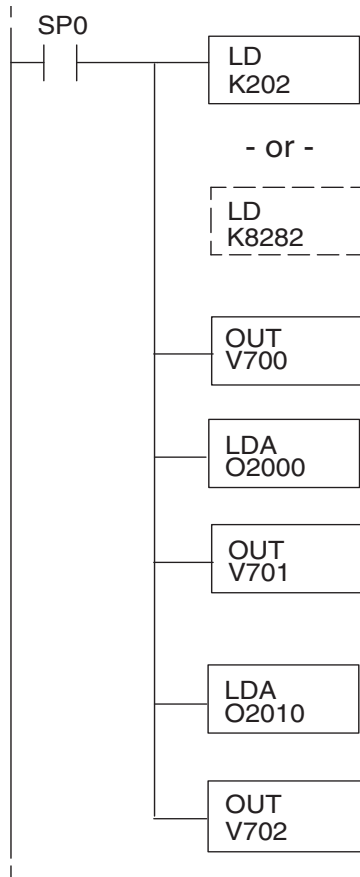 SP0
LD
K202
- or -
LD
K8282
OUT
V700
LDA
O2000
OUT
V701
LDA
O2010
OUT
V702